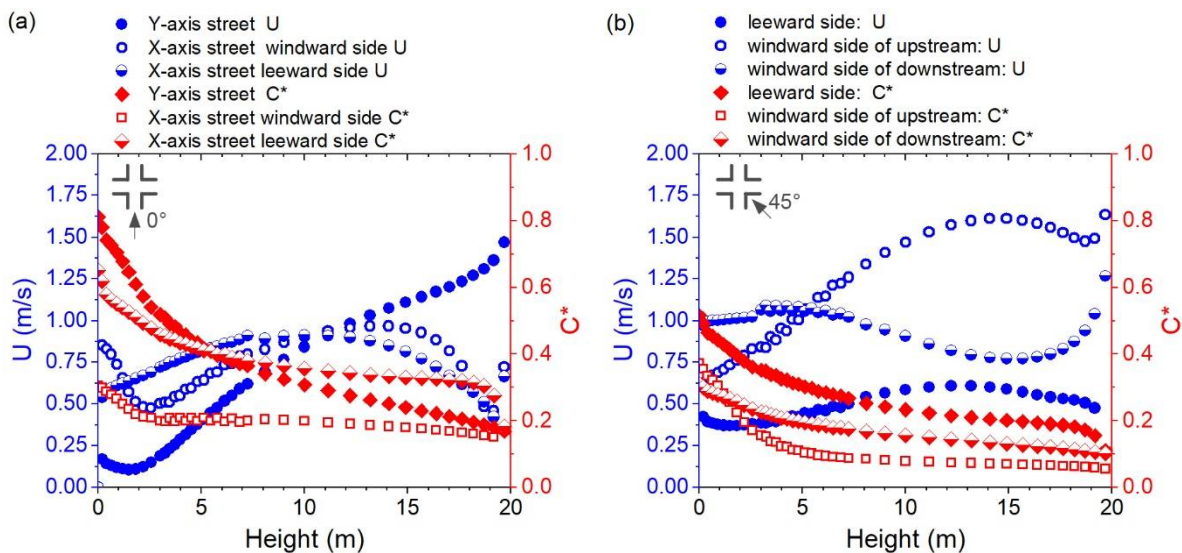 (a)
Y-axis street U
X-axis street windward side U
X-axis street leeward side U
Y-axis street C*
X-axis street windward side C*
X-axis street leeward side C*
2.00
1.75
1.50
1.25
1.00
0.75
0.50
0.25
0.00
U (m/s)
0°
1.0
0.8
0.6
0.4
0.2
0.0
C*
0 5 10 15 20
Height (m)
(b)
leeward side: U
windward side of upstream: U
windward side of downstream: U
leeward side: C*
windward side of upstream: C*
windward side of downstream: C*
2.00
1.75
1.50
1.25
1.00
0.75
0.50
0.25
0.00
U (m/s)
45°
1.0
0.8
0.6
0.4
0.2
0.0
C*
0 5 10 15 20
Height (m)